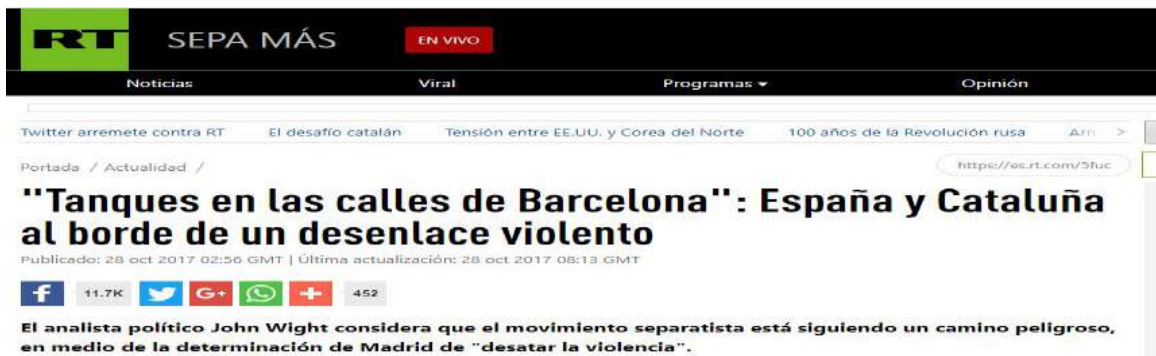 RT SEPA MÁS EN VIVO
Noticias Viral Programas Opinión
Twitter arremete contra RT El desafío catalán Tensión entre EE.UU. y Corea del Norte 100 años de la Revolución rusa
Portada / Actualidad / https://es.rt.com/5fuc
"Tanques en las calles de Barcelona": España y Cataluña
al borde de un desenlace violento
Publicado: 28 oct 2017 02:56 GMT | Última actualización: 28 oct 2017 08:13 GMT
f 11.7K G+ 452
El analista político John Wight considera que el movimiento separatista está siguiendo un camino peligroso,
en medio de la determinación de Madrid de "desatar la violencia".